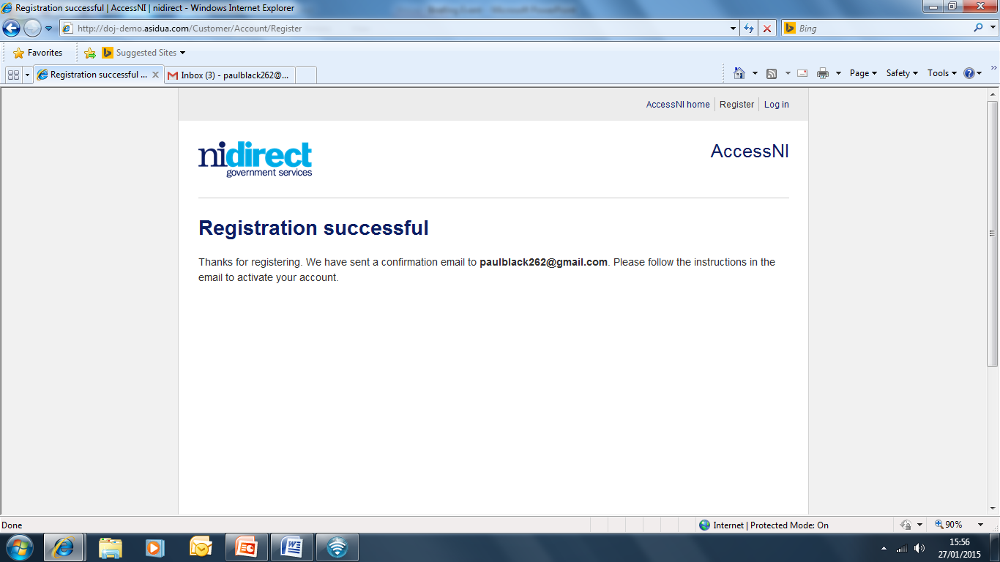 Registration successful | AccessNI | nidirect - Windows Internet Explorer
http://doj-demo.asidua.com/Customer/Account/Register
Bing
Favorites
Suggested Sites
Registration successful ...
Inbox (3) - paulblack262@...
Page
Safety
Tools
AccessNI home
Register
Log in
nidirect
government services
AccessNI
Registration successful
Thanks for registering. We have sent a confirmation email to paulblack262@gmail.com. Please follow the instructions in the
email to activate your account.
Done
Internet | Protected Mode: On
90%
15:56
27/01/2015